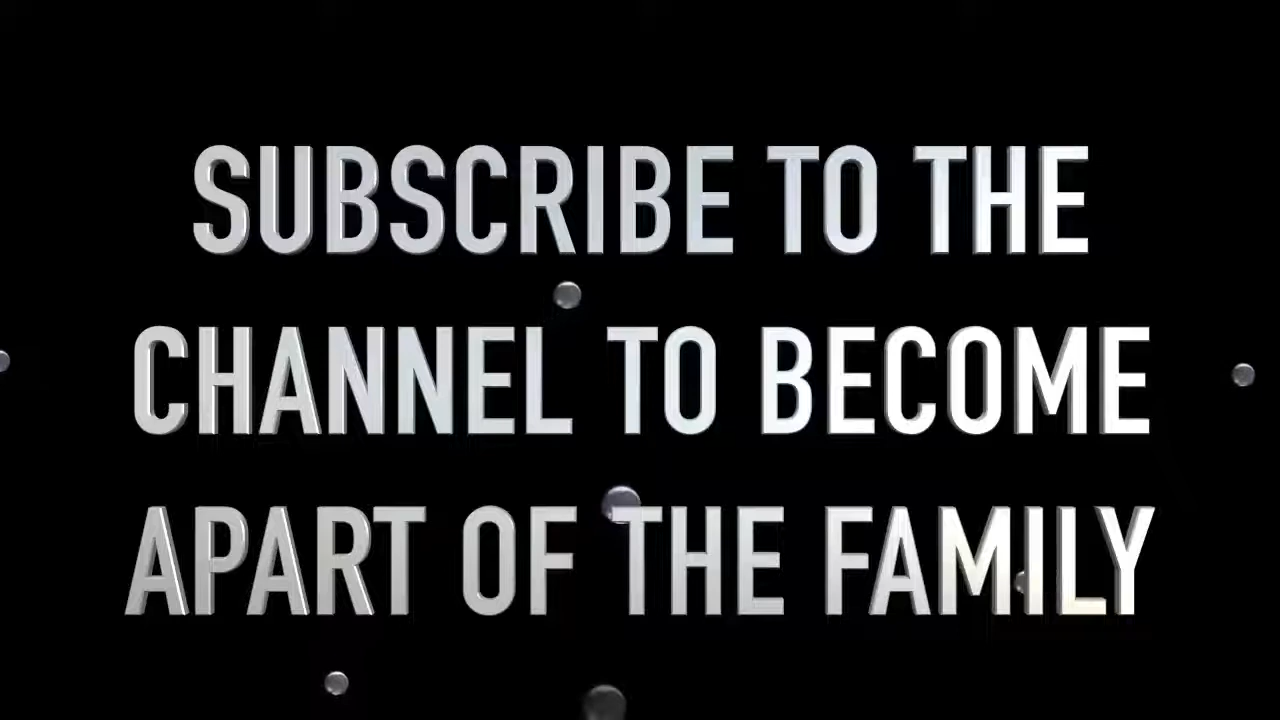 SUBSCRIBE TO THE
CHANNEL TO BECOME
APART OF THE FAMILY